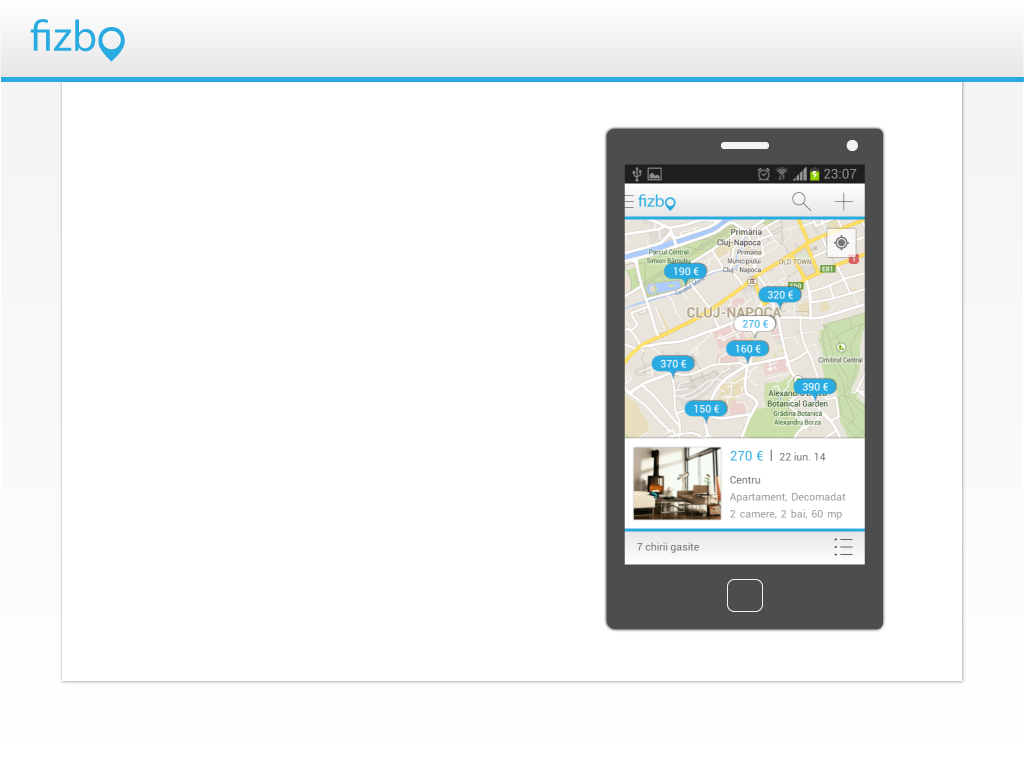 fizbo
23:07
fizbo
Primăria
Cluj-Napoca
Primăria
Municipiului
Cluj - Napoca
Parcul Central
Simion Bărnuțiu
OLD TOWN
E81
190 €
E60
320 €
CLUJ-NAPOCA
270 €
160 €
370 €
Cimitirul Central
390 €
Alexandru Borza
Botanical Garden
Grădina Botanică
Alexandru Borza
150 €
270 € | 22 iun. 14
Centru
Apartament, Decomadat
2 camere, 2 bai, 60 mp
7 chirii gasite